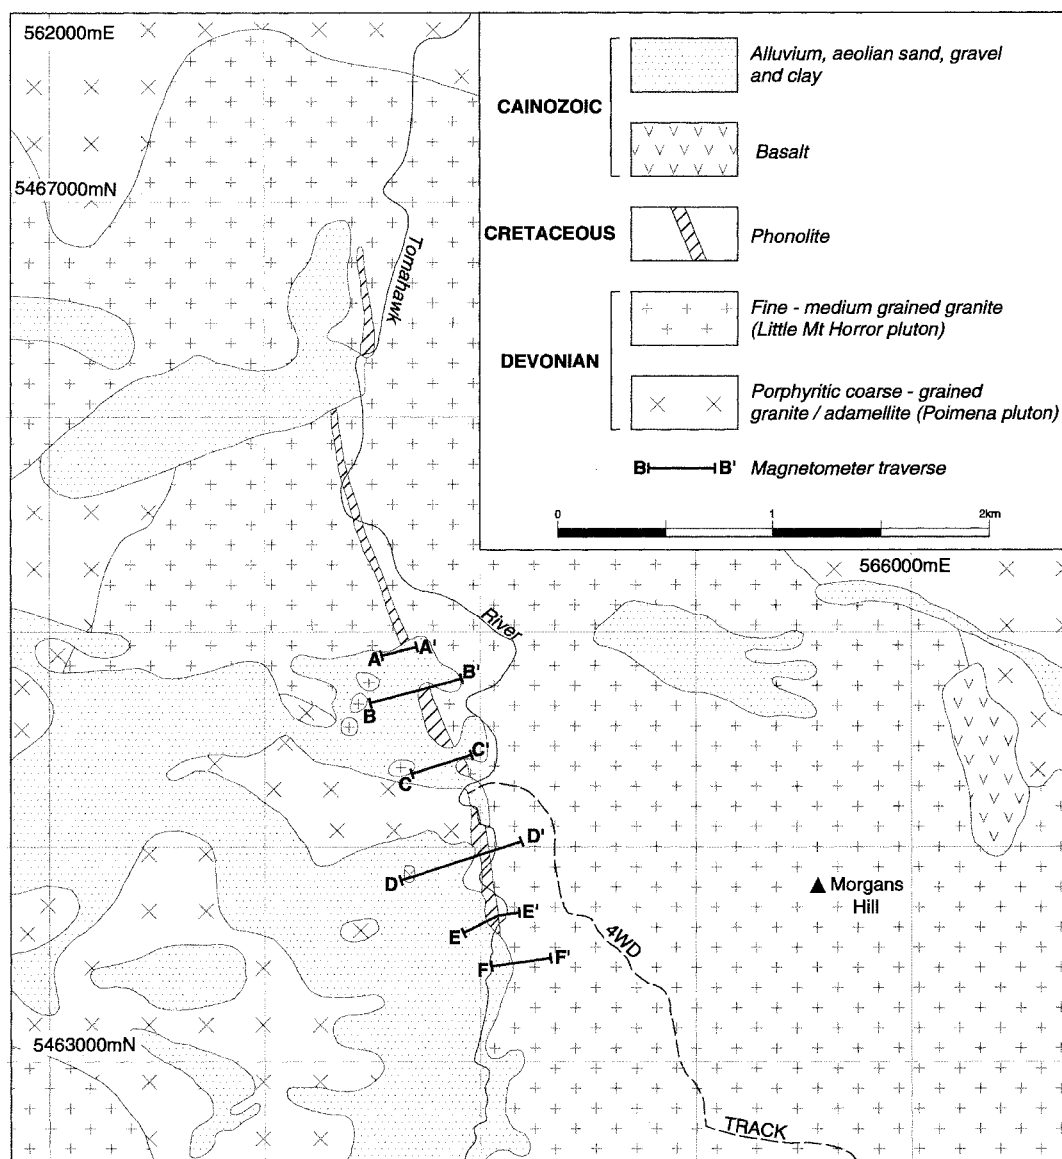 562000mE
5467000mN
Tomahawk
River
CAINOZOIC
Alluvium, aeolian sand, gravel
and clay
Basalt
CRETACEOUS
Phonolite
DEVONIAN
Fine - medium grained granite
(Little Mt Horror pluton)
Porphyritic coarse - grained
granite / adamellite (Poimena pluton)
B B' Magnetometer traverse
0 1 2km
566000mE
A A'
B B'
C C'
D D'
E E'
F F'
Morgans
Hill
4WD
TRACK
5463000mN